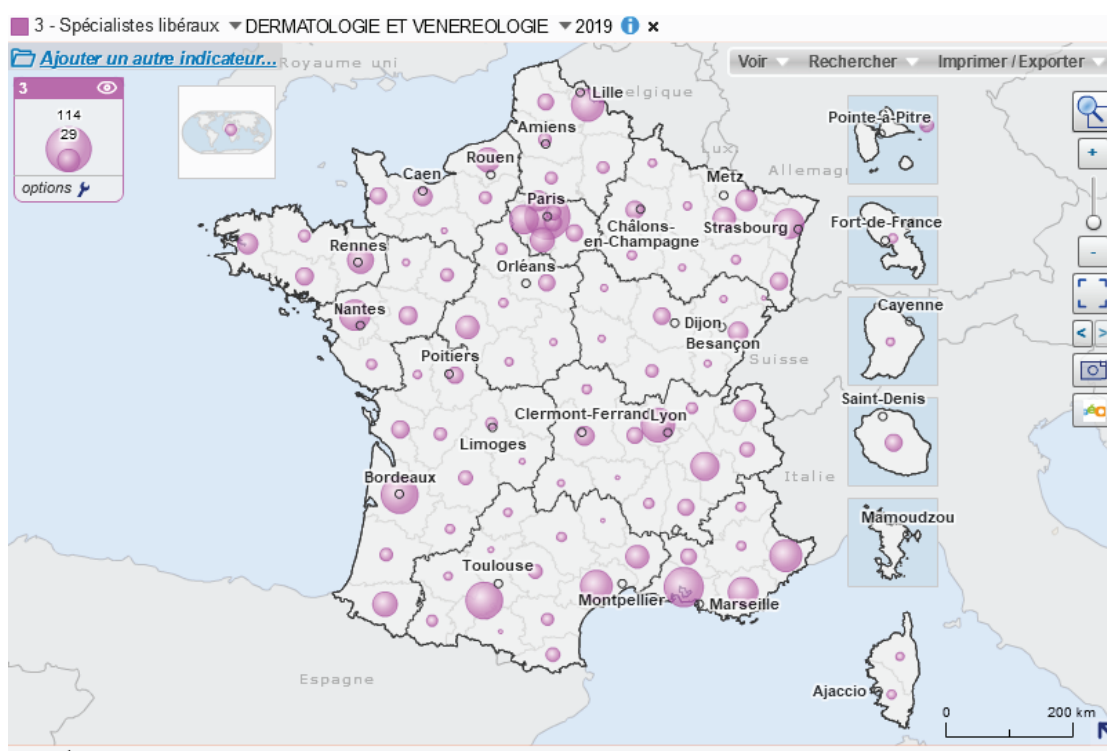 3 - Spécialistes libéraux ▼DERMATOLOGIE ET VENEREOLOGIE ▼2019
Ajouter un autre indicateur...
Royaume uni
Voir
Rechercher
Imprimer / Exporter
3
114
29
options
Lille
elgique
Pointe-à-Pitre
Amiens
Rouen
Lux
Caen
Metz
Allemag
Paris
Châlons-
en-Champagne
Strasbourg
Fort-de-France
Rennes
Orléans
Nantes
Dijon
Cayenne
Besançon
Poitiers
Suisse
Clermont-Ferrand
Lyon
Saint-Denis
Limoges
Bordeaux
Italie
Mamoudzou
Toulouse
Montpellier
Marseille
Espagne
Ajaccio
0
200 km